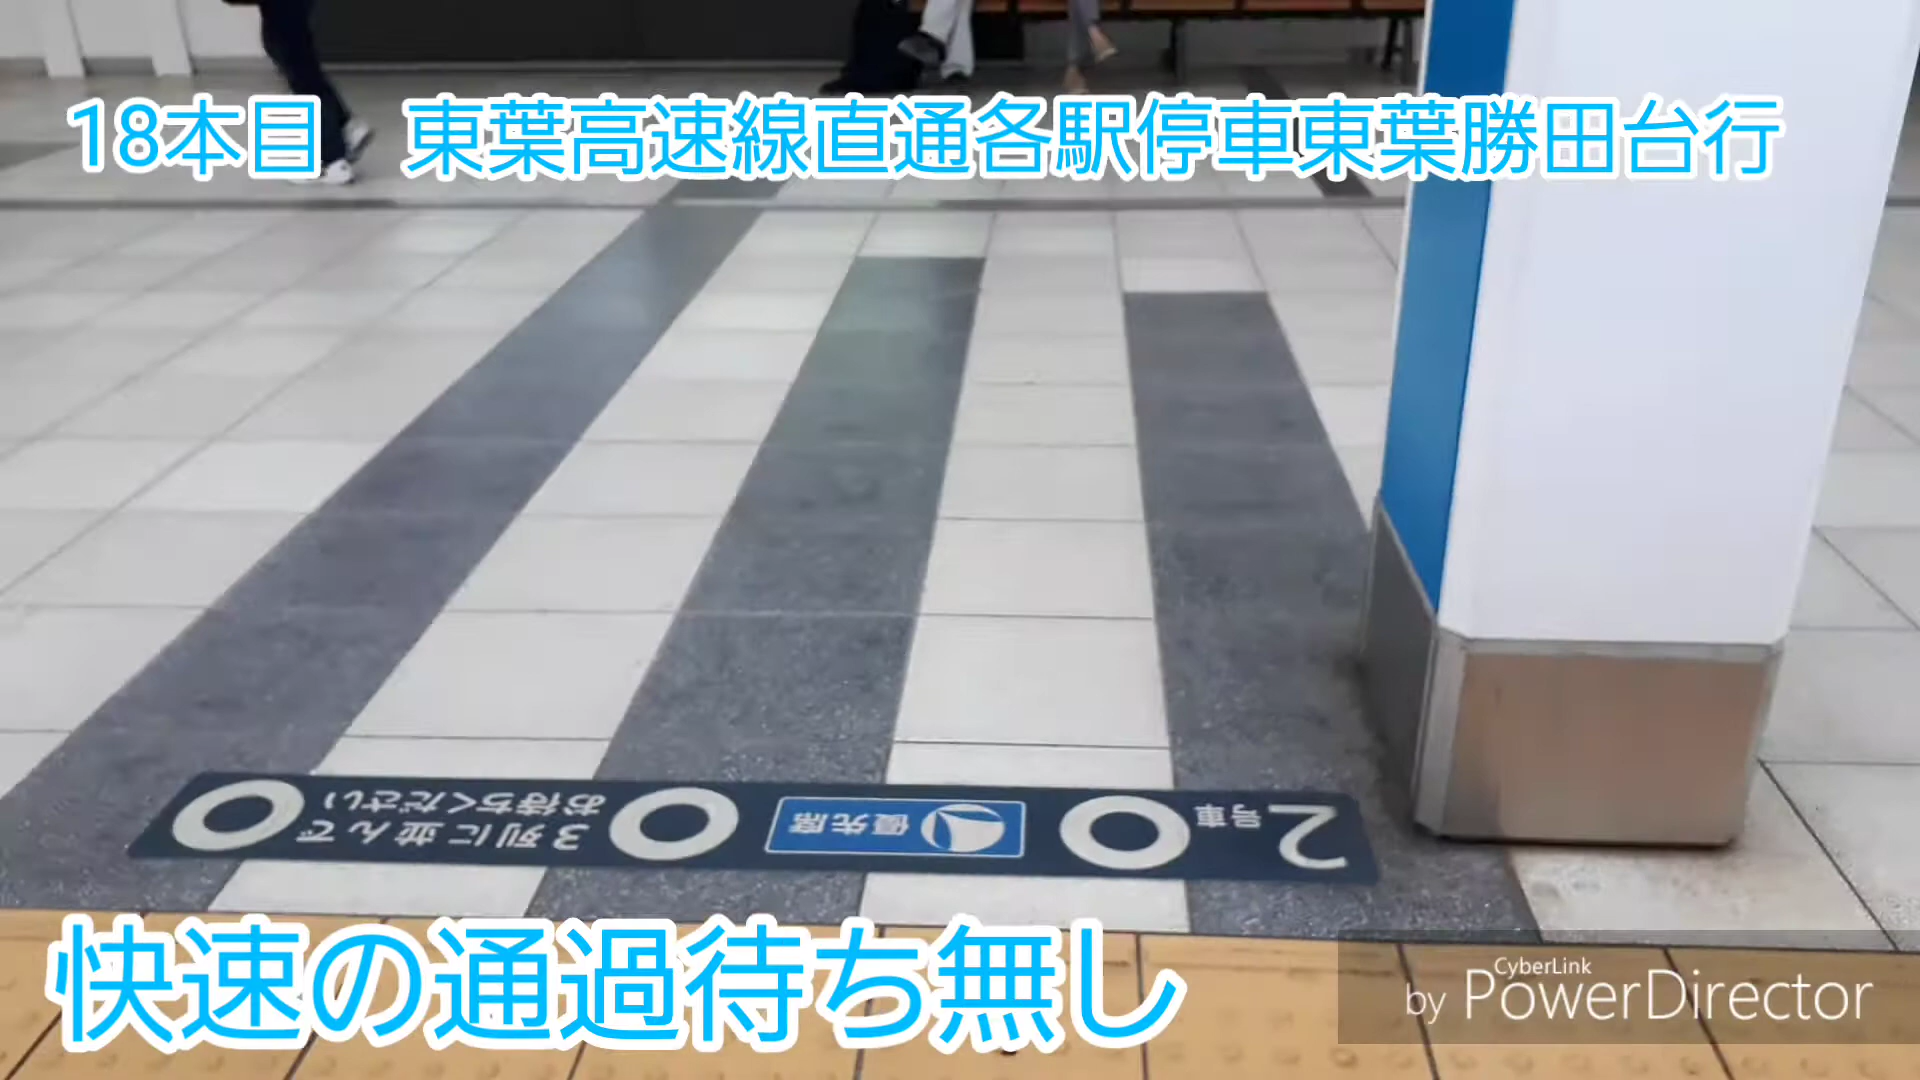 18本目　東葉高速線直通各駅停車東葉勝田台行
2号車
優先席
3列に並んで
お待ちください
快速の通過待ち無し
CyberLink
by PowerDirector